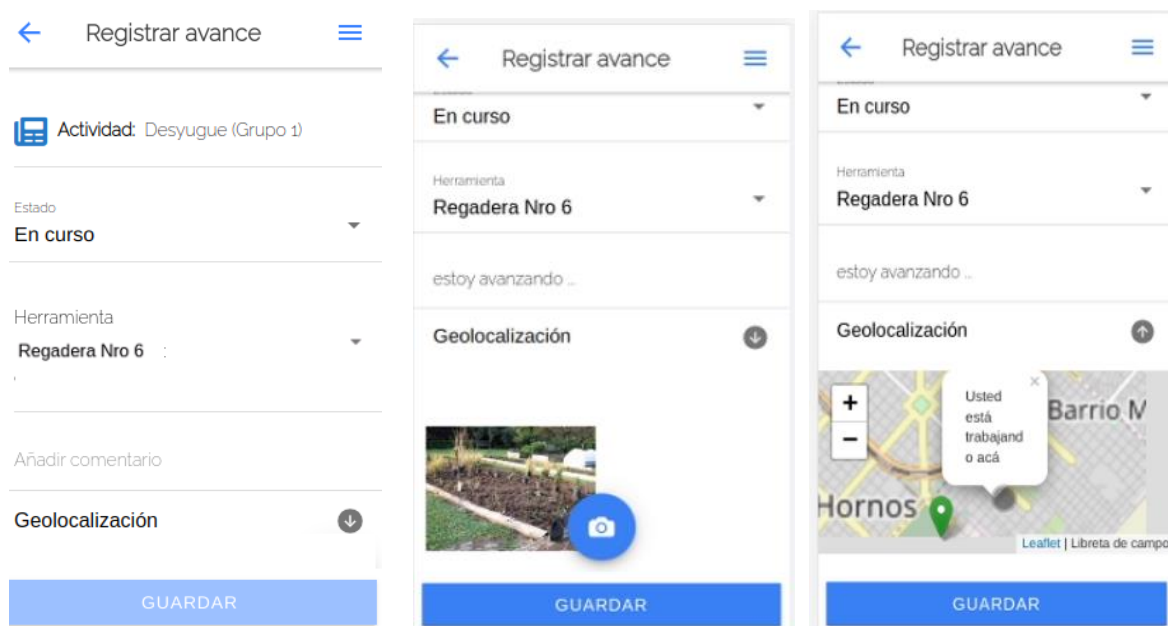 Registrar avance
Actividad: Desyugue (Grupo 1)
Estado
En curso
Herramienta
Regadera Nro 6
Añadir comentario
Geolocalización
GUARDAR
Registrar avance
En curso
Herramienta
Regadera Nro 6
estoy avanzando ...
Geolocalización
GUARDAR
Registrar avance
En curso
Herramienta
Regadera Nro 6
estoy avanzando ...
Geolocalización
+
−
Usted
está
trabajand
o acá
×
Barrio M
Hornos
Leaflet | Libreta de campo
GUARDAR